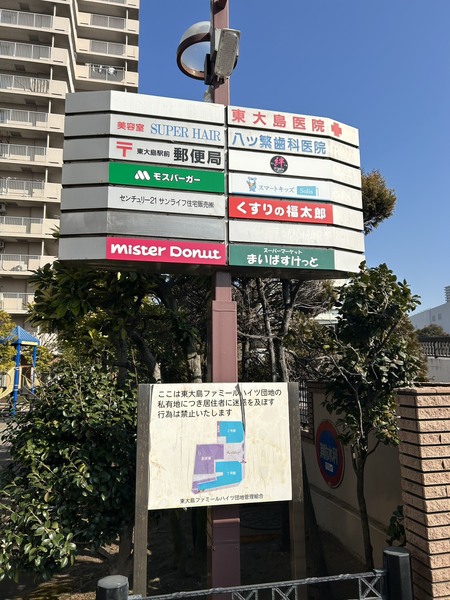 美容室 SUPER HAIR
〒 東大島駅前 郵便局
モスバーガー
センチュリー21 サンライフ住宅販売㈱
mister Donut
東大島医院
八ツ繁歯科医院
絆
スマートキッズ
くすりの福太郎
スーパーマーケット
まいばすけっと
ここは東大島ファミールハイツ団地の
私有地につき居住者に迷惑を及ぼす
行為は禁止いたします
東大島ファミールハイツ団地管理組合